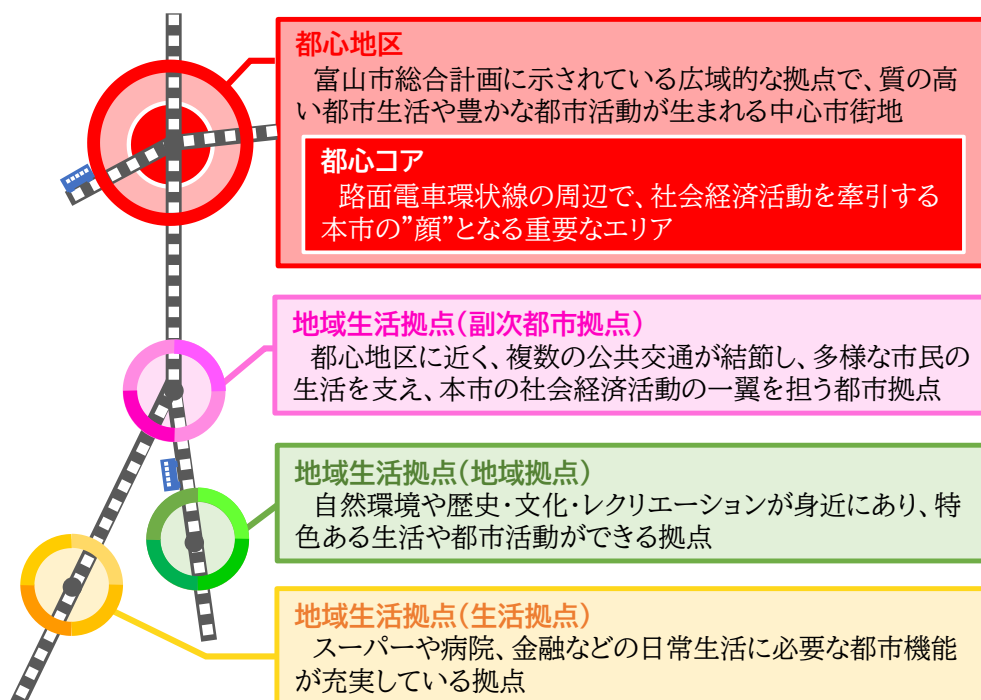 都心地区
富山市総合計画に示されている広域的な拠点で、質の高
い都市生活や豊かな都市活動が生まれる中心市街地
都心コア
路面電車環状線の周辺で、社会経済活動を牽引する
本市の”顔”となる重要なエリア
地域生活拠点(副次都市拠点)
都心地区に近く、複数の公共交通が結節し、多様な市民の
生活を支え、本市の社会経済活動の一翼を担う都市拠点
地域生活拠点(地域拠点)
自然環境や歴史・文化・レクリエーションが身近にあり、特
色ある生活や都市活動ができる拠点
地域生活拠点(生活拠点)
スーパーや病院、金融などの日常生活に必要な都市機能
が充実している拠点